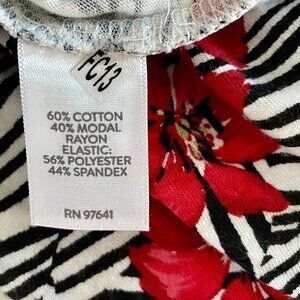 FC13
60% COTTON
40% MODAL
RAYON
ELASTIC:
56% POLYESTER
44% SPANDEX
RN 97641